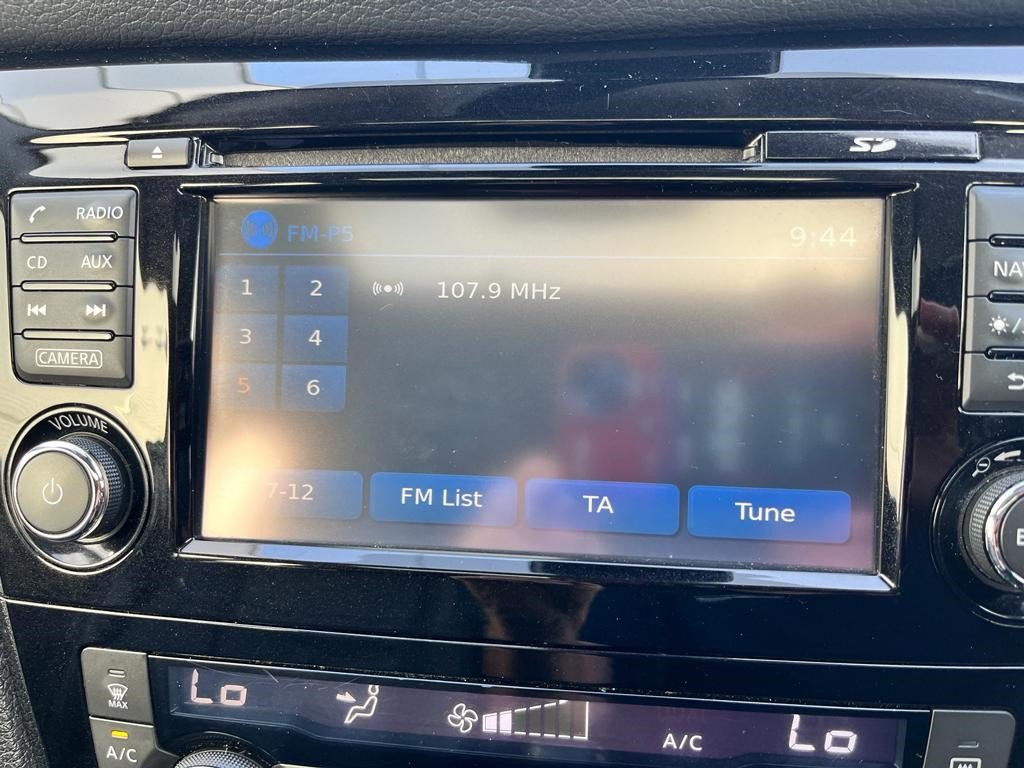 SD
RADIO
CD AUX
CAMERA
VOLUME
FM-P5
9:44
1 2
107.9 MHz
3 4
5 6
7-12
FM List
TA
Tune
MAX
A/C
Lo
A/C
Lo